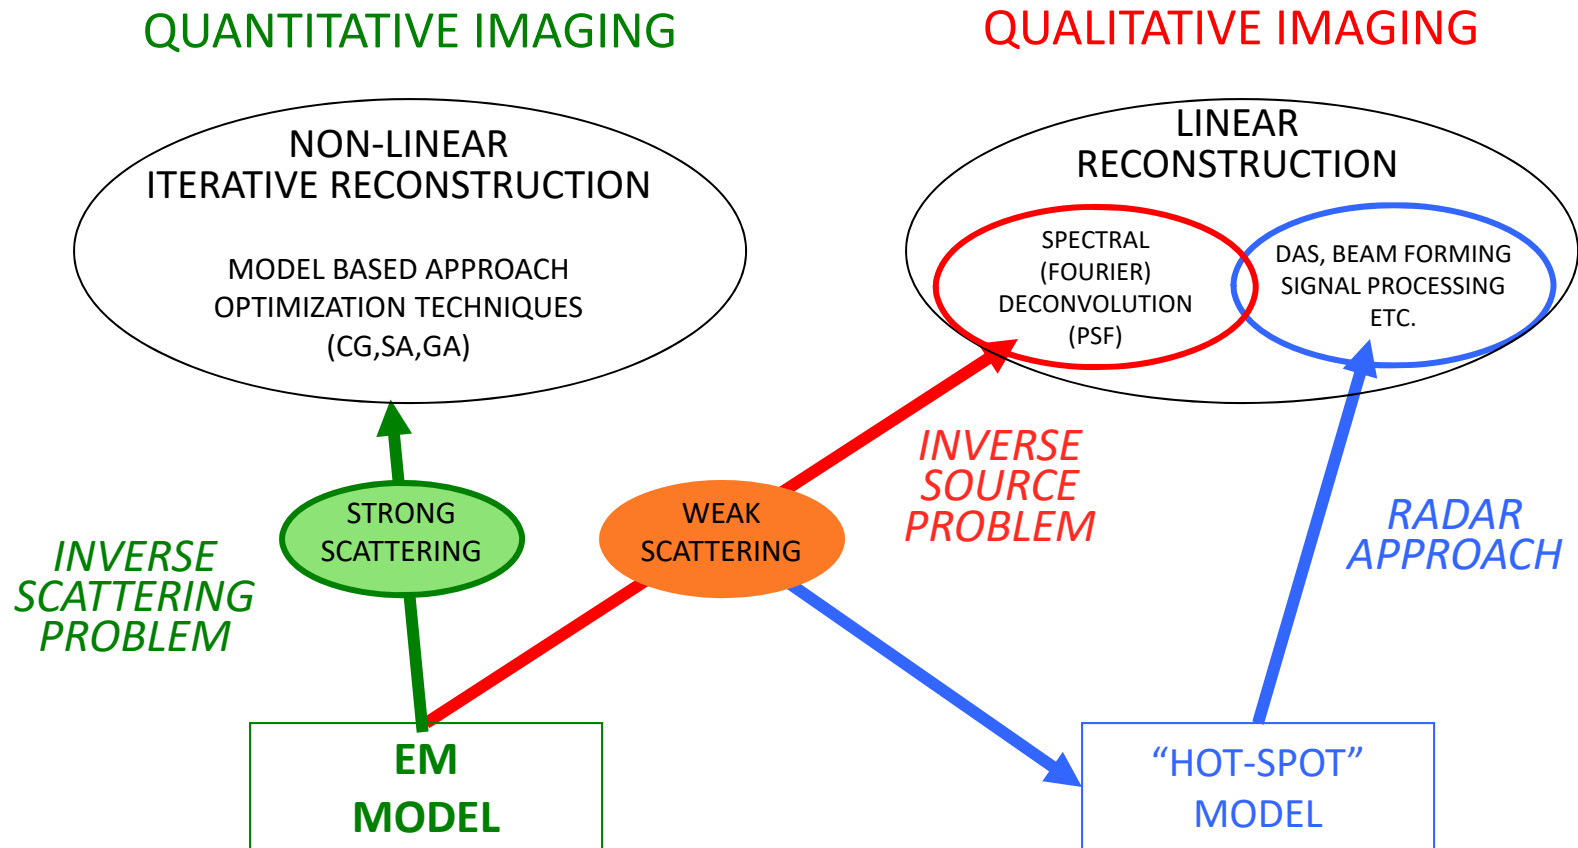 QUANTITATIVE IMAGING
QUALITATIVE IMAGING
NON-LINEAR
ITERATIVE RECONSTRUCTION
MODEL BASED APPROACH
OPTIMIZATION TECHNIQUES
(CG,SA,GA)
LINEAR
RECONSTRUCTION
SPECTRAL
(FOURIER)
DECONVOLUTION
(PSF)
DAS, BEAM FORMING
SIGNAL PROCESSING
ETC.
INVERSE
SCATTERING
PROBLEM
STRONG
SCATTERING
WEAK
SCATTERING
INVERSE
SOURCE
PROBLEM
RADAR
APPROACH
EM
MODEL
“HOT-SPOT”
MODEL